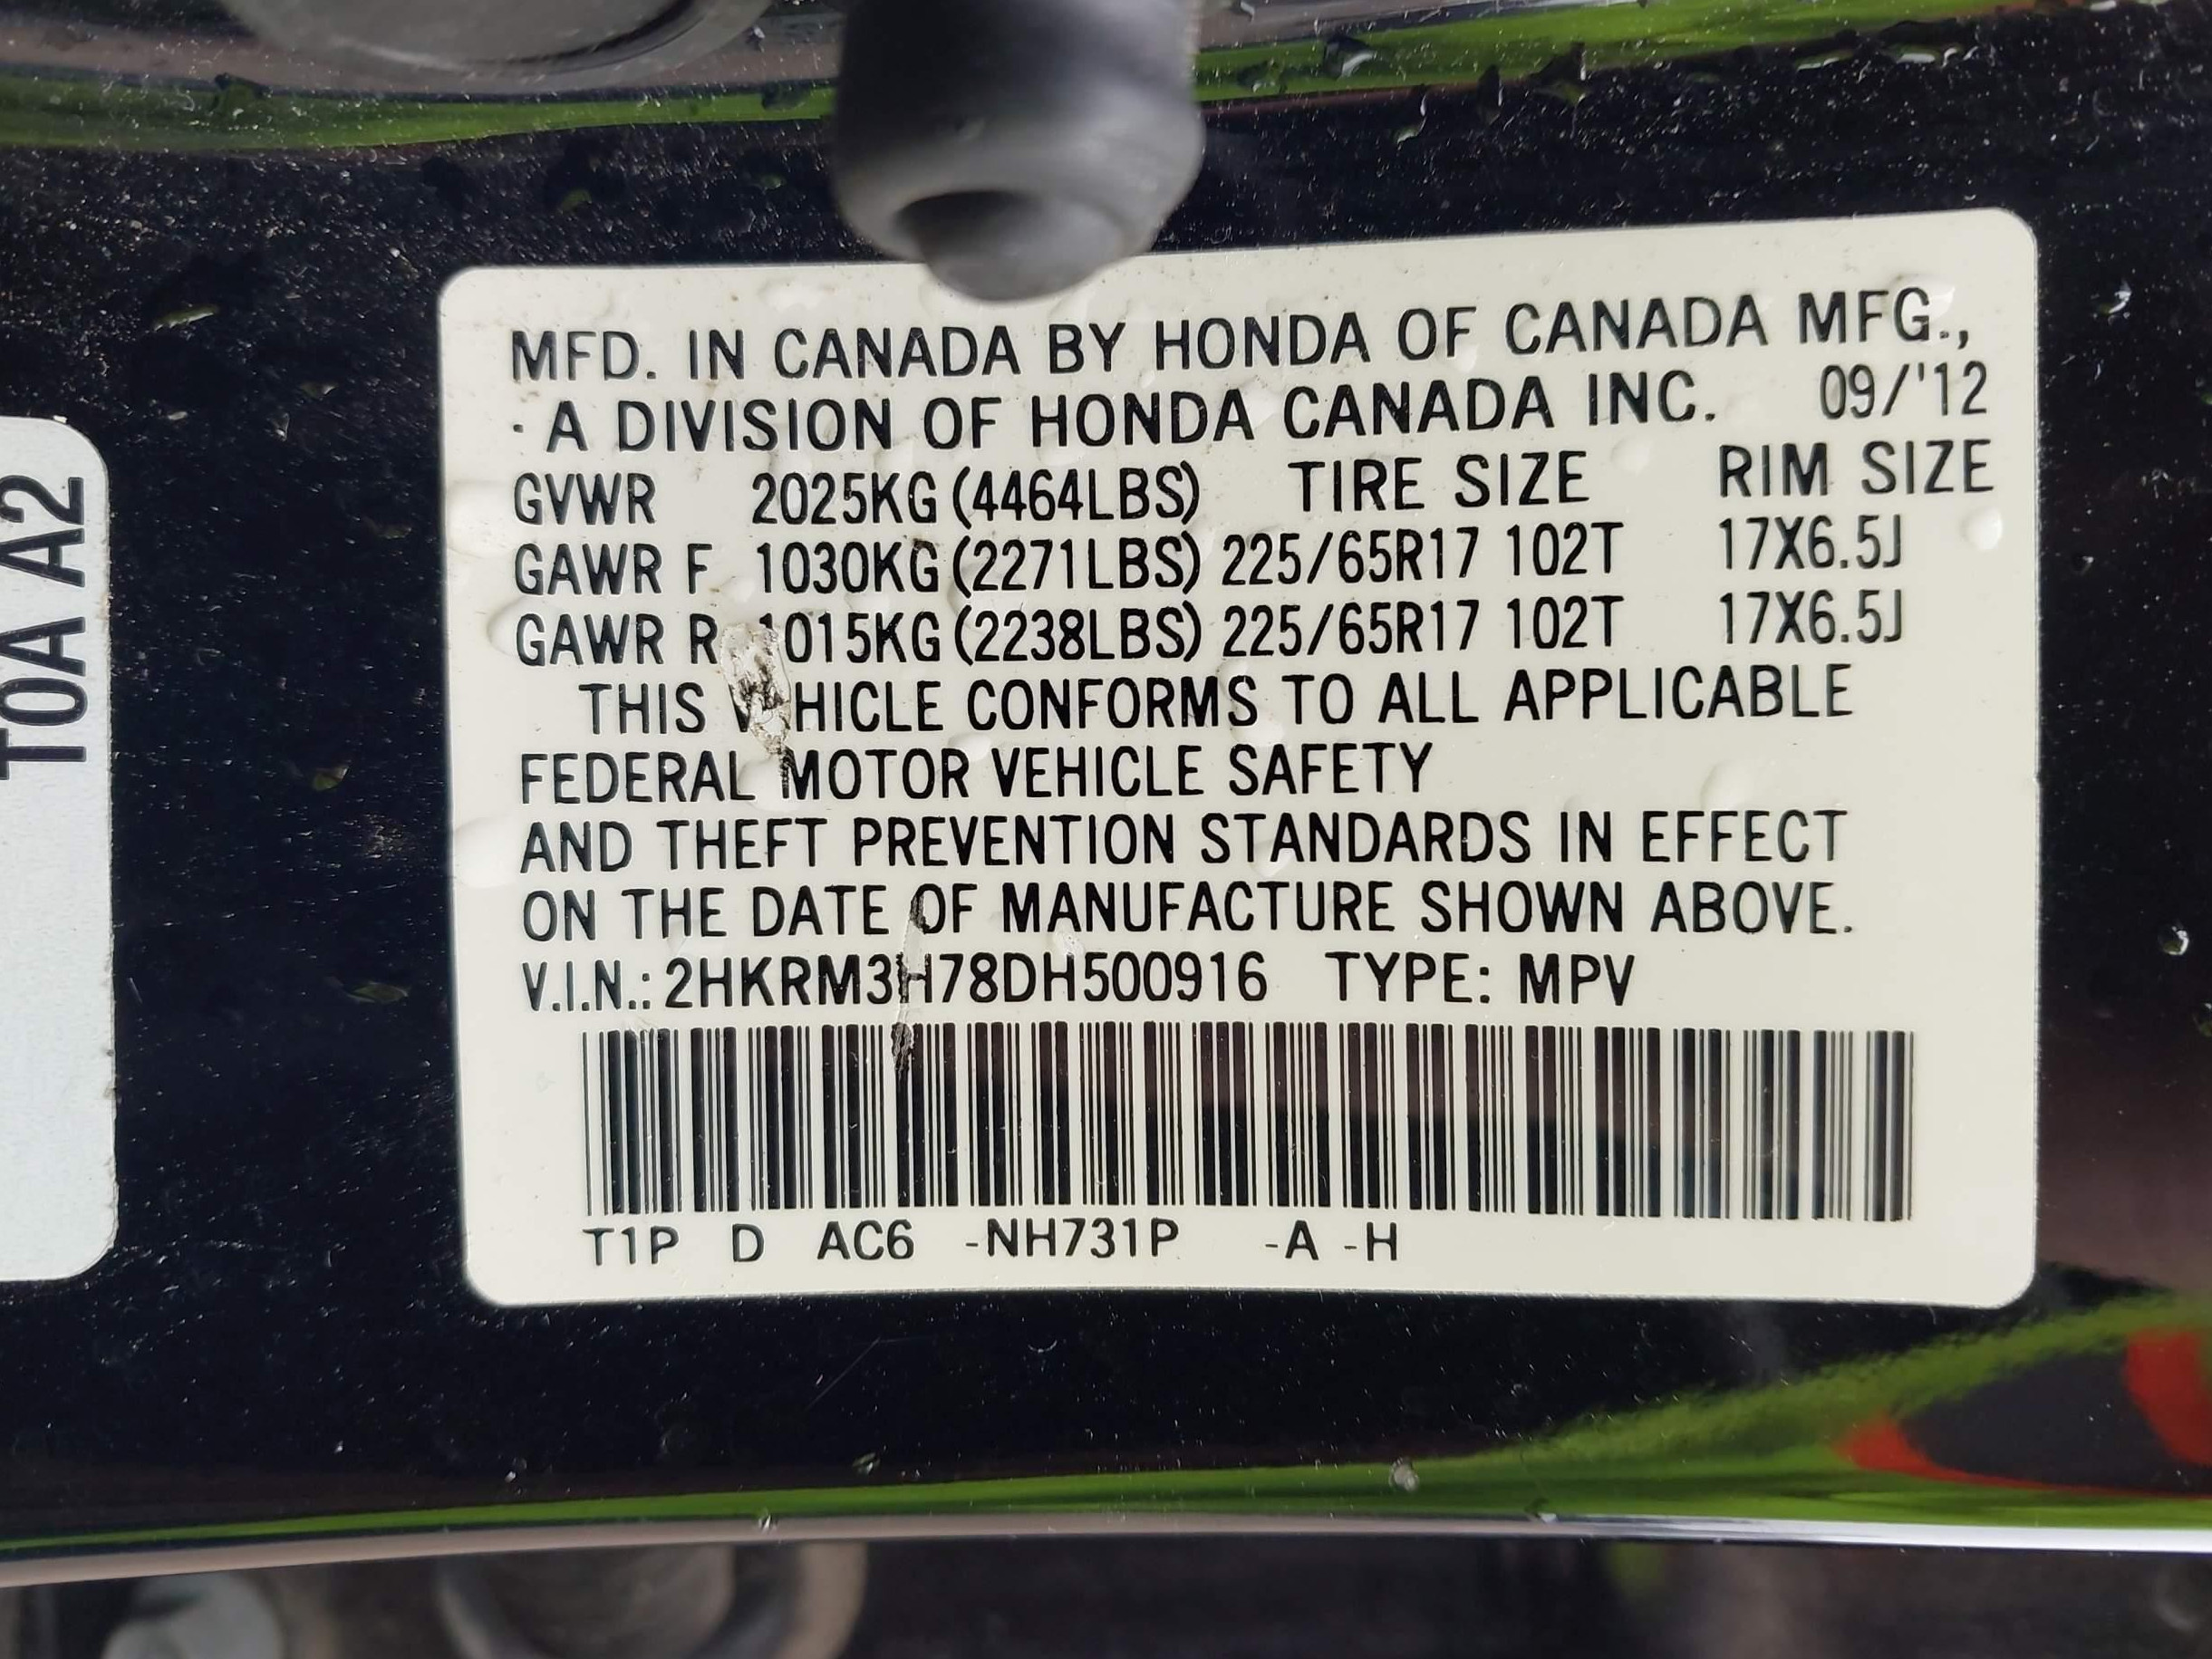 T0A A2
MFD. IN CANADA BY HONDA OF CANADA MFG.,
· A DIVISION OF HONDA CANADA INC. 09/'12
GVWR 2025KG (4464LBS) TIRE SIZE RIM SIZE
GAWR F 1030KG (2271LBS) 225/65R17 102T 17X6.5J
GAWR R 1015KG (2238LBS) 225/65R17 102T 17X6.5J
THIS VEHICLE CONFORMS TO ALL APPLICABLE
FEDERAL MOTOR VEHICLE SAFETY
AND THEFT PREVENTION STANDARDS IN EFFECT
ON THE DATE OF MANUFACTURE SHOWN ABOVE.
V.I.N.: 2HKRM3H78DH500916 TYPE: MPV
T1P D AC6 -NH731P -A -H